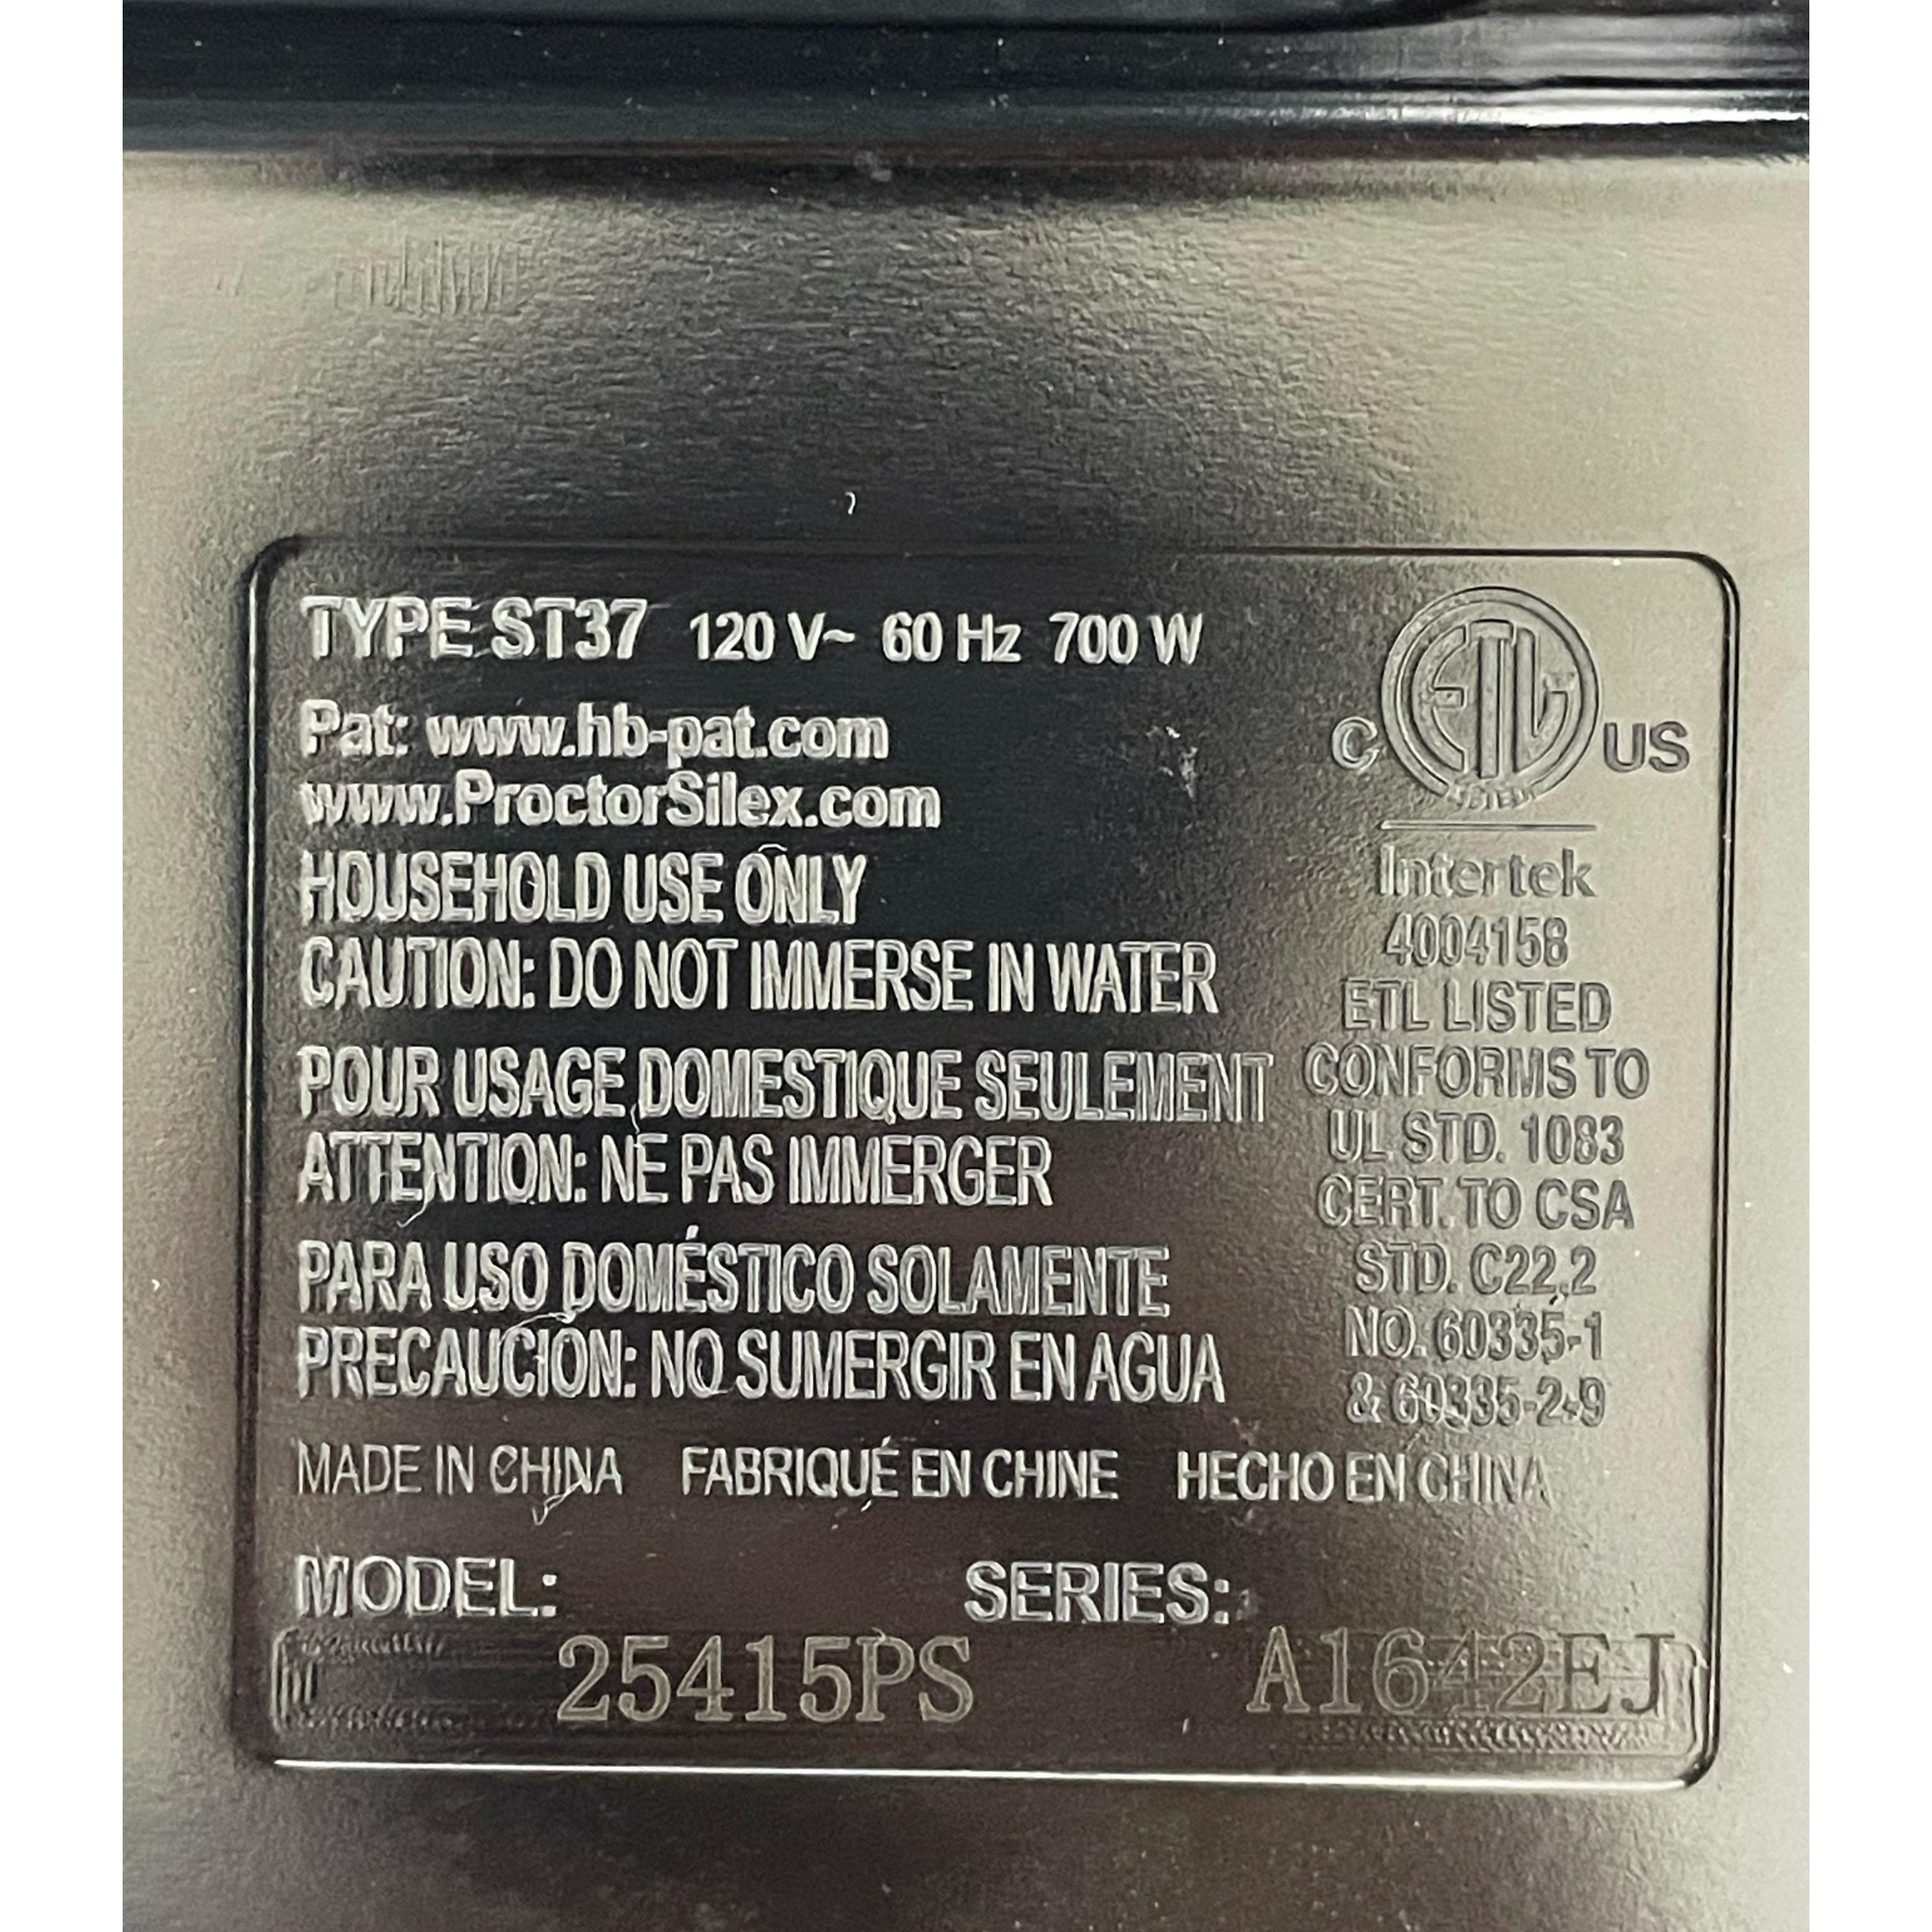 TYPE ST37 120 V~ 60 Hz 700 W
Pat: www.hb-pat.com
www.ProctorSilex.com
HOUSEHOLD USE ONLY
CAUTION: DO NOT IMMERSE IN WATER
POUR USAGE DOMESTIQUE SEULEMENT
ATTENTION: NE PAS IMMERGER
PARA USO DOMÉSTICO SOLAMENTE
PRECAUCIÓN: NO SUMERGIR EN AGUA
C ETL US
LISTED
Intertek
4004158
ETL LISTED
CONFORMS TO
UL STD. 1083
CERT. TO CSA
STD. C22.2
NO. 60335-1
& 60335-2-9
MADE IN CHINA FABRIQUÉ EN CHINE HECHO EN CHINA
MODEL: SERIES:
25415PS A1642EJ